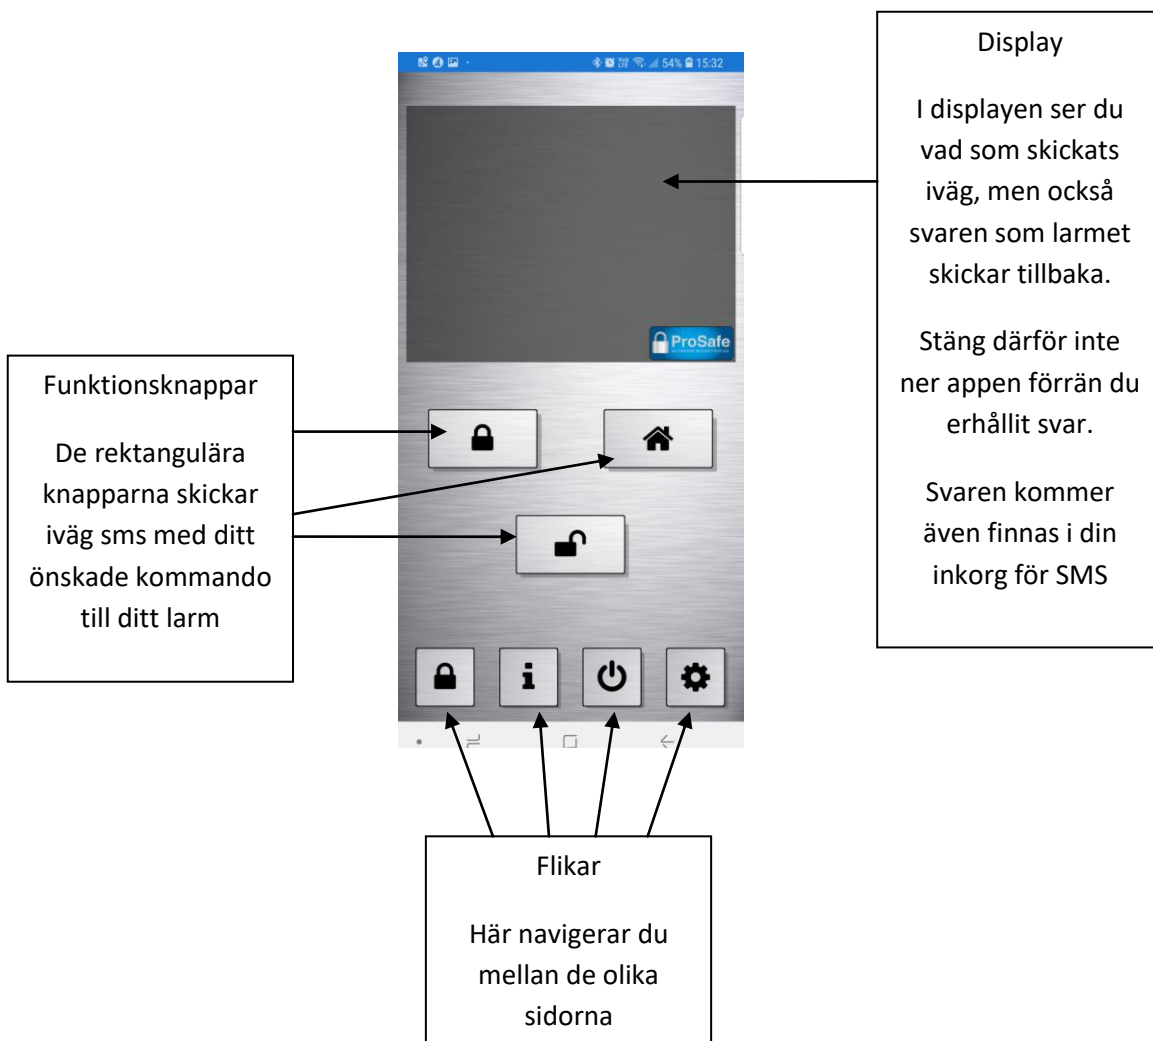 Display
I displayen ser du
vad som skickats
iväg, men också
svaren som larmet
skickar tillbaka.
Stäng därför inte
ner appen förrän du
erhållit svar.
Svaren kommer
även finnas i din
inkorg för SMS
54% 15:32
ProSafe
Funktionsknappar
De rektangulära
knapparna skickar
iväg sms med ditt
önskade kommando
till ditt larm
Flikar
Här navigerar du
mellan de olika
sidorna